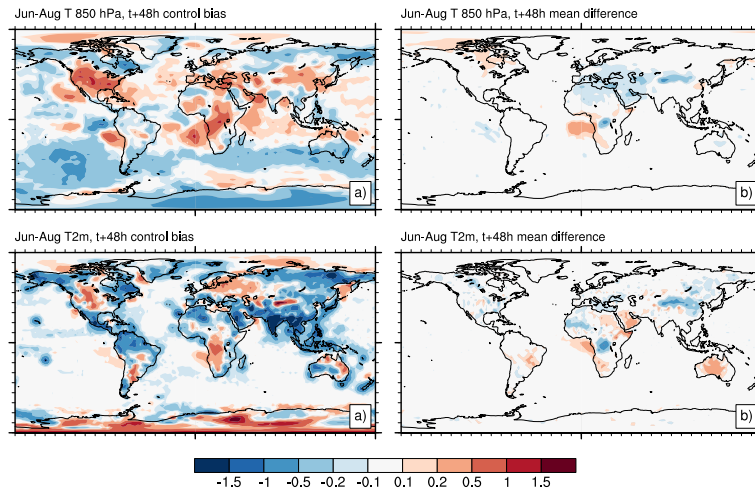 Jun-Aug T 850 hPa, t+48h control bias
Jun-Aug T 850 hPa, t+48h mean difference
a)
b)
Jun-Aug T2m, t+48h control bias
Jun-Aug T2m, t+48h mean difference
a)
b)
-1.5 -1 -0.5 -0.2 -0.1 0.1 0.2 0.5 1 1.5